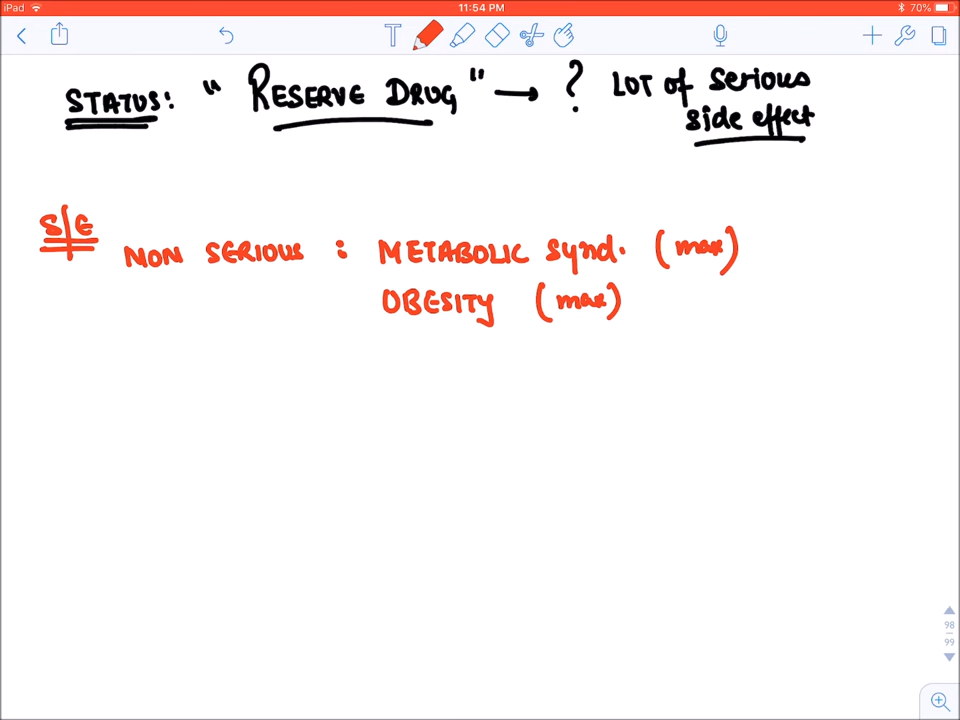 iPad 11:54 PM 70%
T
STATUS: " RESERVE DRUG " → ? LOT of serious
side effect
S/E
NON SERIOUS : METABOLIC Synd. (max)
OBESITY (max)
98
99